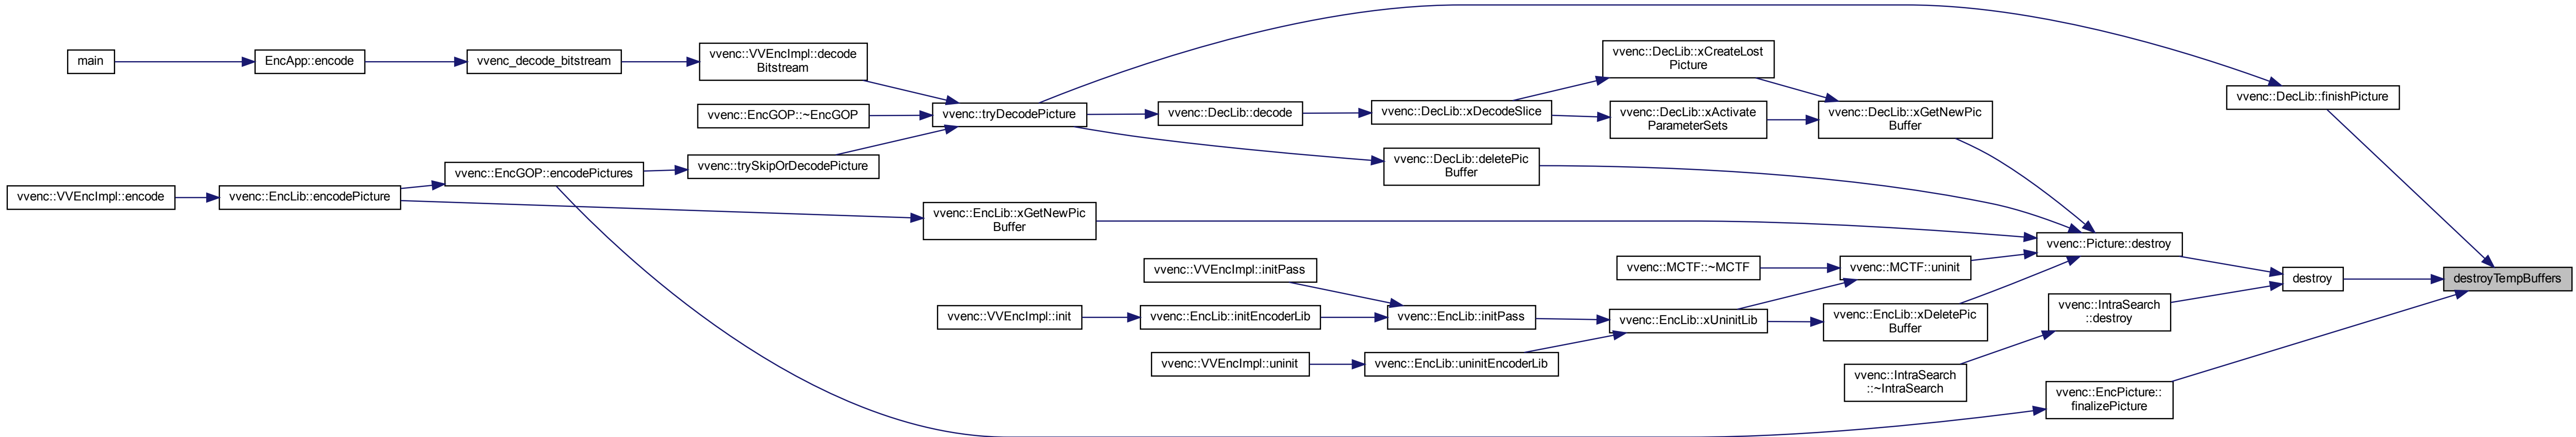 main
EncApp::encode
vvenc_decode_bitstream
vvenc::VVEncImpl::decode
Bitstream
vvenc::EncGOP::~EncGOP
vvenc::trySkipOrDecodePicture
vvenc::EncGOP::encodePictures
vvenc::EncLib::encodePicture
vvenc::VVEncImpl::encode
vvenc::tryDecodePicture
vvenc::DecLib::decode
vvenc::DecLib::xDecodeSlice
vvenc::DecLib::xCreateLost
Picture
vvenc::DecLib::xActivate
ParameterSets
vvenc::DecLib::xGetNewPic
Buffer
vvenc::DecLib::finishPicture
vvenc::DecLib::deletePic
Buffer
vvenc::EncLib::xGetNewPic
Buffer
vvenc::Picture::destroy
vvenc::MCTF::~MCTF
vvenc::MCTF::uninit
vvenc::VVEncImpl::initPass
vvenc::VVEncImpl::init
vvenc::EncLib::initEncoderLib
vvenc::EncLib::initPass
vvenc::EncLib::xUninitLib
vvenc::EncLib::xDeletePic
Buffer
vvenc::VVEncImpl::uninit
vvenc::EncLib::uninitEncoderLib
destroy
destroyTempBuffers
vvenc::IntraSearch
::destroy
vvenc::IntraSearch
::~IntraSearch
vvenc::EncPicture::
finalizePicture